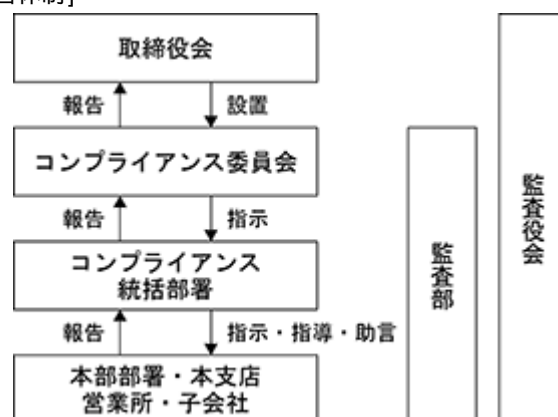 取締役会
報告
設置
コンプライアンス委員会
報告
指示
コンプライアンス
統括部署
報告
指示・指導・助言
本部部署・本支店
営業所・子会社
監査部
監査役会